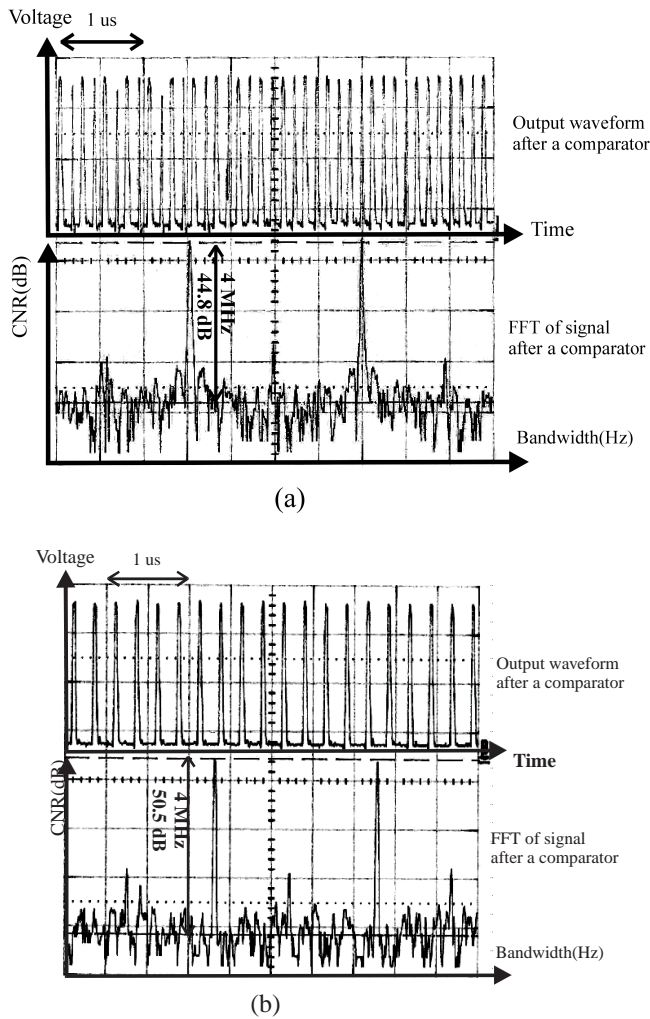 Voltage
1 us
Output waveform
after a comparator
Time
CNR(dB)
4 MHz
44.8 dB
FFT of signal
after a comparator
Bandwidth(Hz)
(a)
Voltage
1 us
Output waveform
after a comparator
Time
CNR(dB)
4 MHz
50.5 dB
FFT of signal
after a comparator
Bandwidth(Hz)
(b)